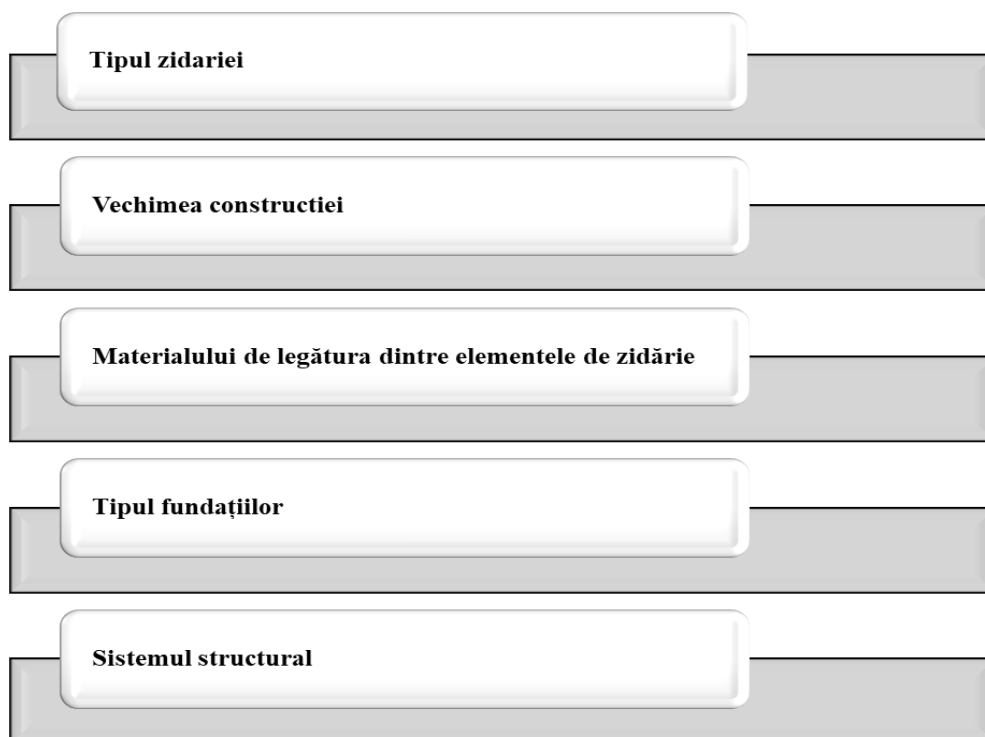 Tipul zidariei
Vechimea constructiei
Materialului de legătura dintre elementele de zidărie
Tipul fundațiilor
Sistemul structural